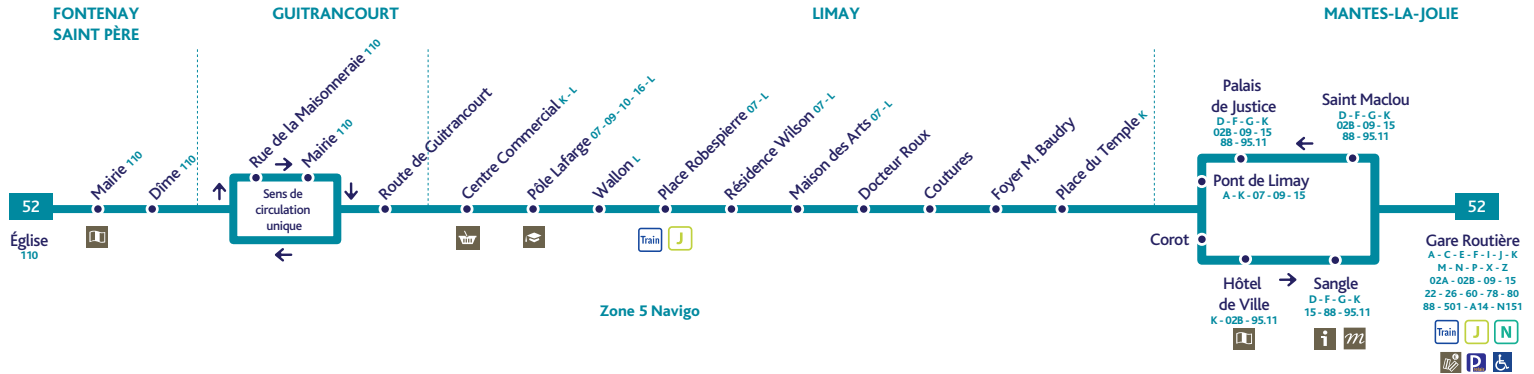 FONTENAY
SAINT PÈRE
GUITRANCOURT
LIMAY
MANTES-LA-JOLIE
52
Église
110
Mairie 110
Dîme 110
Rue de la Maisonneraie 110
Mairie 110
Sens de
circulation
unique
Route de Guitrancourt
Centre Commercial K - L
Pôle Lafarge 07 - 09 - 10 - 16 - L
Wallon L
Place Robespierre 07 - L
Train J
Résidence Wilson 07 - L
Maison des Arts 07 - L
Docteur Roux
Coutures
Foyer M. Baudry
Place du Temple K
Palais
de Justice
D - F - G - K
02B - 09 - 15
88 - 95.11
Saint Maclou
D - F - G - K
02B - 09 - 15
88 - 95.11
Pont de Limay
A - K - 07 - 09 - 15
Corot
Hôtel
de Ville
K - 02B - 95.11
Sangle
D - F - G - K
15 - 88 - 95.11
i m
52
Gare Routière
A - C - E - F - I - J - K
M - N - P - X - Z
02A - 02B - 09 - 15
22 - 26 - 60 - 78 - 80
88 - 501 - A14 - N151
Train J N
P
Zone 5 Navigo